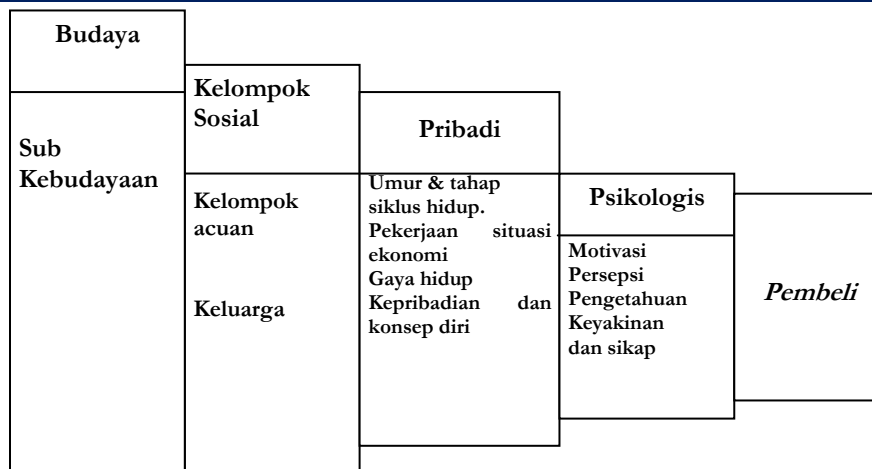 Budaya
Sub
Kebudayaan
Kelompok
Sosial
Kelompok
acuan
Keluarga
Pribadi
Umur & tahap
siklus hidup.
Pekerjaan situasi
ekonomi
Gaya hidup
Kepribadian dan
konsep diri
Psikologis
Motivasi
Persepsi
Pengetahuan
Keyakinan
dan sikap
Pembeli